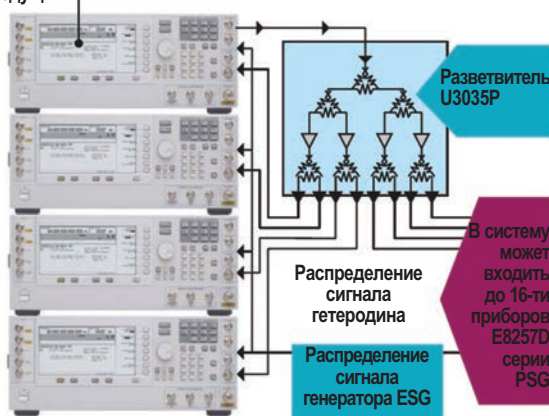 Разветвитель
U3035P
В систему
может
входить
до 16-ти
приборов
E8257D
серии
PSG
Распределение
сигнала
гетеродина
Распределение
сигнала
генератора ESG